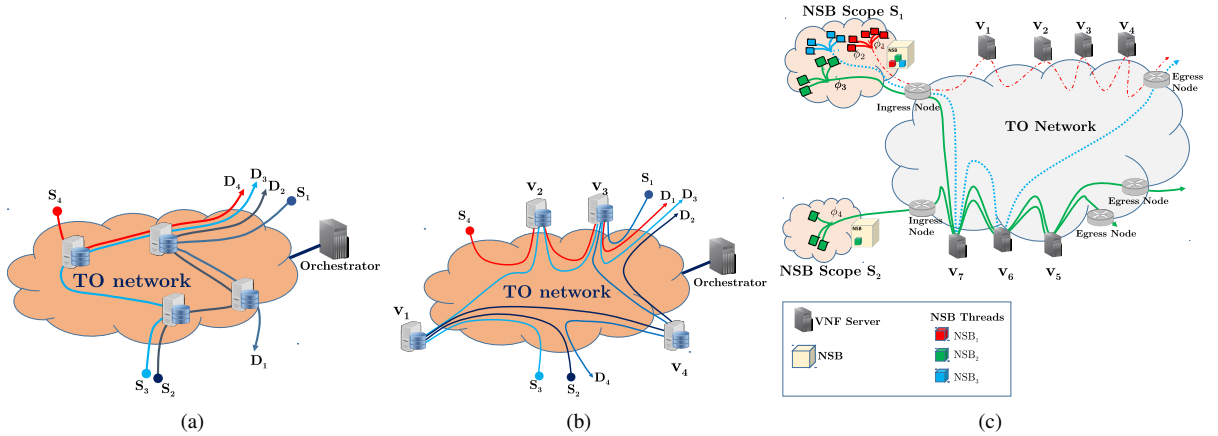 D₄
D₃
D₂
S₁
S₄
Orchestrator
TO network
D₁
S₃
S₂
(a)
V₂
V₃
S₁
D₁
D₃
D₂
S₄
Orchestrator
TO network
V₁
V₄
S₃
S₂
D₄
(b)
NSB Scope S₁
V₁
V₂
V₃
V₄
NSB
ϕ₁
ϕ₂
ϕ₃
Ingress Node
Egress
Node
TO Network
ϕ₄
NSB
Ingress
Node
Egress Node
Egress Node
NSB Scope S₂
V₇
V₆
V₅
VNF Server
NSB
NSB Threads
NSB₁
NSB₂
NSB₃
(c)